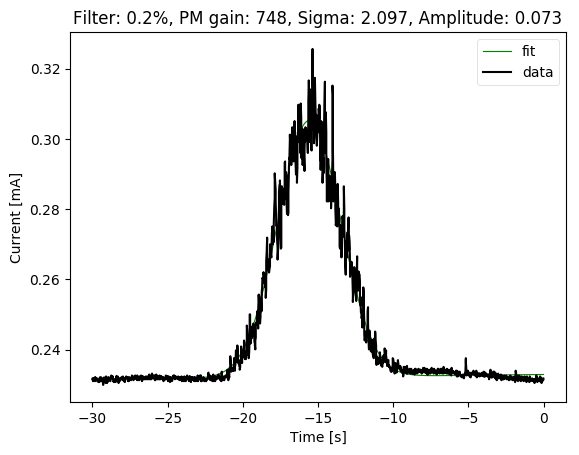 Filter: 0.2%, PM gain: 748, Sigma: 2.097, Amplitude: 0.073
fit
data
Current [mA]
0.32
0.30
0.28
0.26
0.24
−30
−25
−20
−15
−10
−5
0
Time [s]